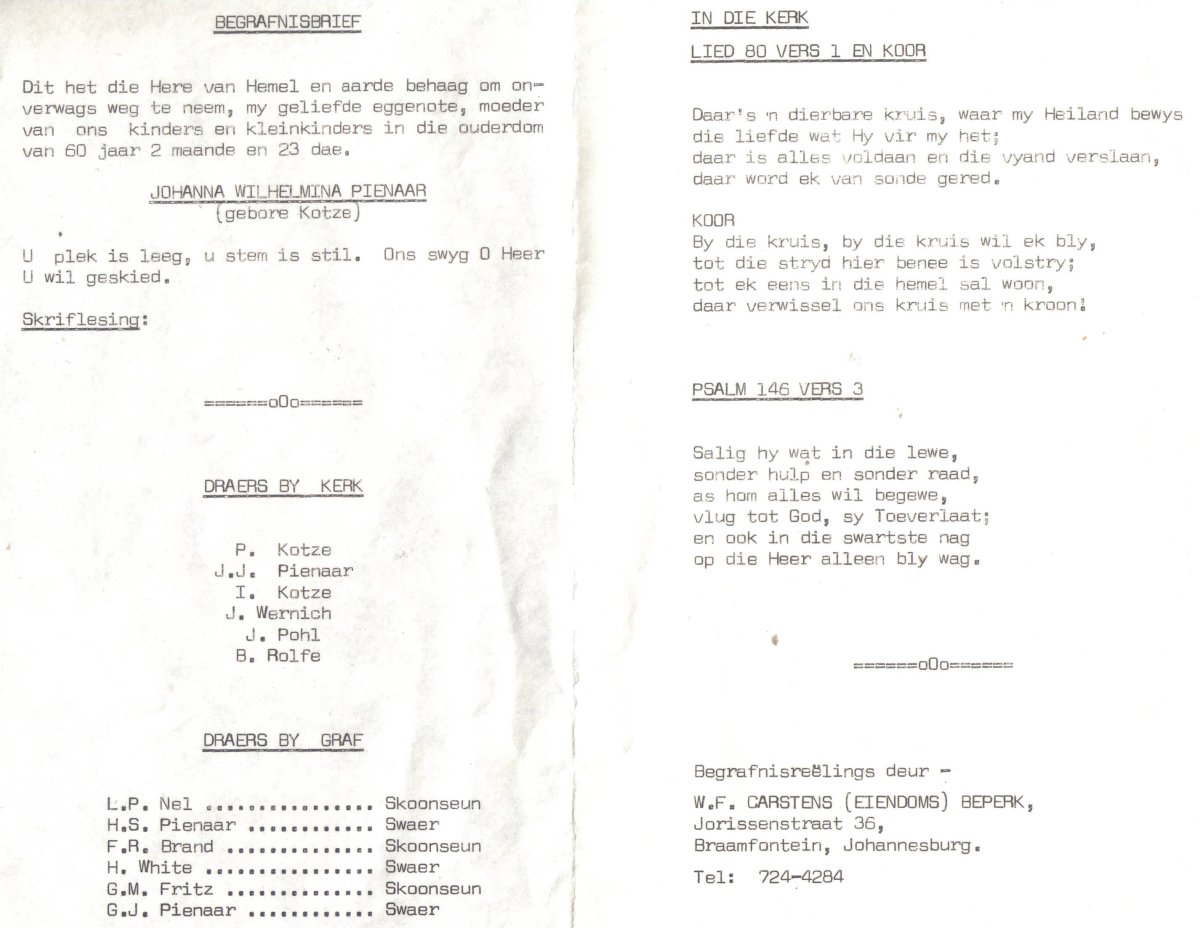 BEGRAFNISBRIEF
Dit het die Here van Hemel en aarde behaag om on-
verwags weg te neem, my geliefde eggenote, moeder
van ons kinders en kleinkinders in die ouderdom
van 60 jaar 2 maande en 23 dae.
JOHANNA WILHELMINA PIENAAR
(gebore Kotze)
U plek is leeg, u stem is stil. Ons swyg O Heer
U wil geskied.
Skriflesing:
======oOo======
DRAERS BY KERK
P. Kotze
J.J. Pienaar
I. Kotze
J. Wernich
J. Pohl
B. Rolfe
DRAERS BY GRAF
L.P. Nel ................ Skoonseun
H.S. Pienaar ............ Swaer
F.R. Brand .............. Skoonseun
H. White ................ Swaer
G.M. Fritz .............. Skoonseun
G.J. Pienaar ............ Swaer
IN DIE KERK
LIED 80 VERS 1 EN KOOR
Daar's 'n dierbare kruis, waar my Heiland bewys
die liefde wat Hy vir my het;
daar is alles voldaan en die vyand verslaan,
daar word ek van sonde gered.
KOOR
By die kruis, by die kruis wil ek bly,
tot die stryd hier benee is volstry;
tot ek eens in die hemel sal woon,
daar verwissel ons kruis met 'n kroon!
PSALM 146 VERS 3
Salig hy wat in die lewe,
sonder hulp en sonder raad,
as hom alles wil begewe,
vlug tot God, sy Toeverlaat;
en ook in die swartste nag
op die Heer alleen bly wag.
======oOo======
Begrafnisreëlings deur -
W.F. CARSTENS (EIENDOMS) BEPERK,
Jorissenstraat 36,
Braamfontein, Johannesburg.
Tel: 724-4284